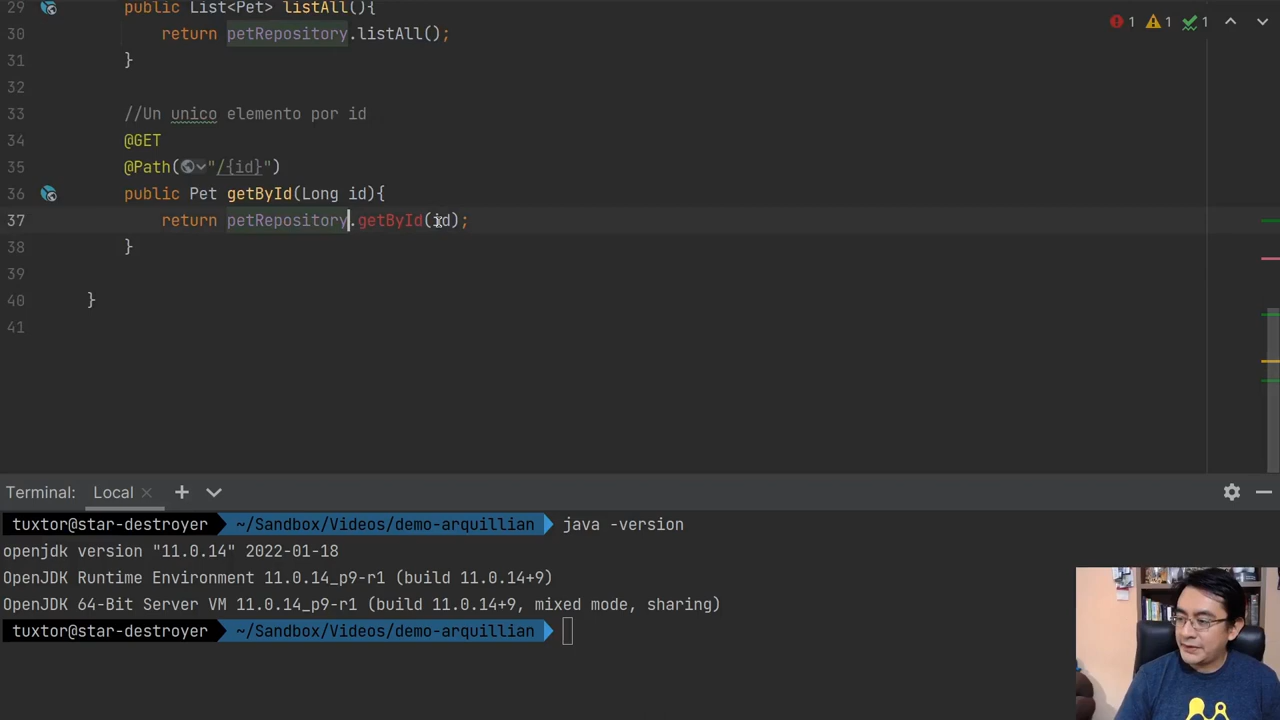 29 public List<Pet> listAll(){
30 return petRepository.listAll();
31 }
32
33 //Un unico elemento por id
34 @GET
35 @Path("/{id}")
36 public Pet getById(Long id){
37 return petRepository.getById(id);
38 }
39
40 }
41
1 1 1
Terminal: Local
tuxtor@star-destroyer ~/Sandbox/Videos/demo-arquillian java -version
openjdk version "11.0.14" 2022-01-18
OpenJDK Runtime Environment 11.0.14_p9-r1 (build 11.0.14+9)
OpenJDK 64-Bit Server VM 11.0.14_p9-r1 (build 11.0.14+9, mixed mode, sharing)
tuxtor@star-destroyer ~/Sandbox/Videos/demo-arquillian